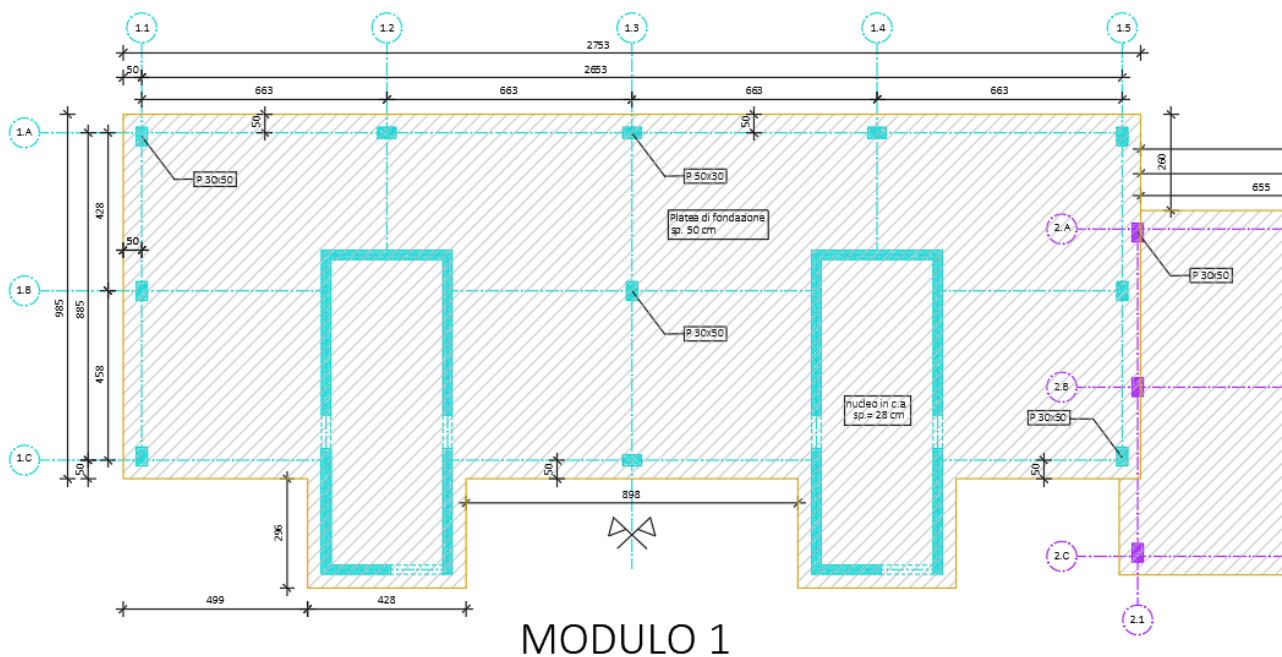 1.1
1.2
1.3
1.4
1.5
2753
50
2653
663
663
663
663
1.A
50
50
260
P 30x50
P 50x30
655
428
Platea di fondazione
sp. 50 cm
2.A
50
P 30x50
1.B
985
885
P 30x50
458
2.B
nucleo in c.a.
sp.= 28 cm
P 30x50
1.C
50
50
50
898
296
2.C
499
428
2.1
MODULO 1